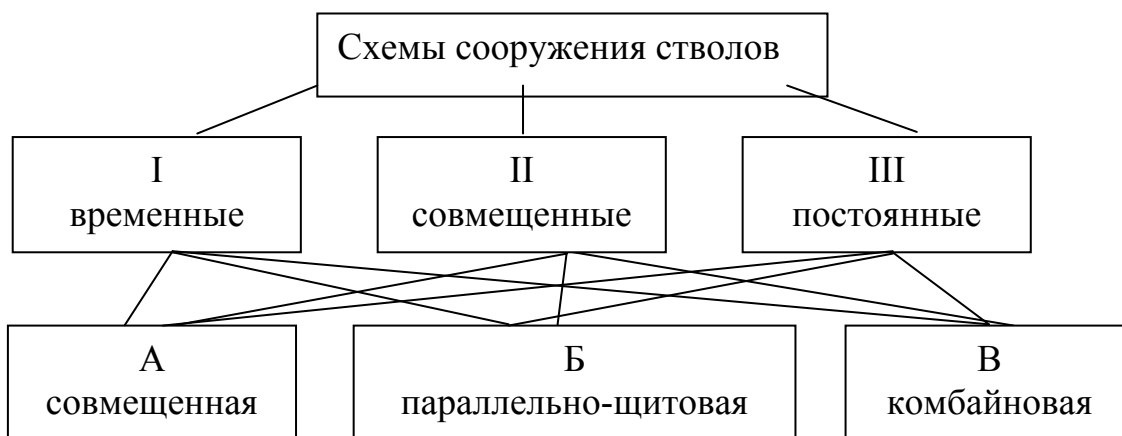 Схемы сооружения стволов
I
временные
II
совмещенные
III
постоянные
А
совмещенная
Б
параллельно-щитовая
В
комбайновая